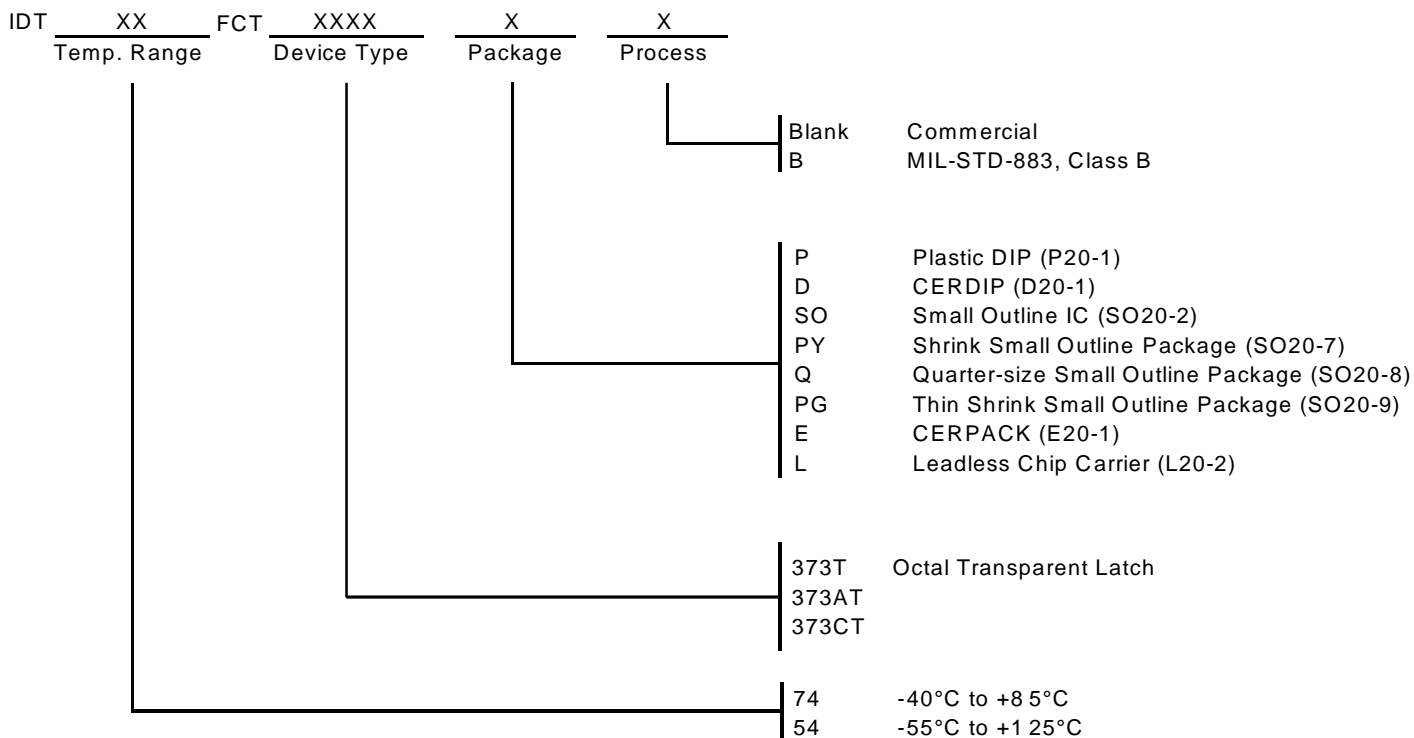 IDT XX FCT XXXX X X
Temp. Range Device Type Package Process
Blank Commercial
B MIL-STD-883, Class B
P Plastic DIP (P20-1)
D CERDIP (D20-1)
SO Small Outline IC (SO20-2)
PY Shrink Small Outline Package (SO20-7)
Q Quarter-size Small Outline Package (SO20-8)
PG Thin Shrink Small Outline Package (SO20-9)
E CERPACK (E20-1)
L Leadless Chip Carrier (L20-2)
373T Octal Transparent Latch
373AT
373CT
74 -40°C to +85°C
54 -55°C to +125°C